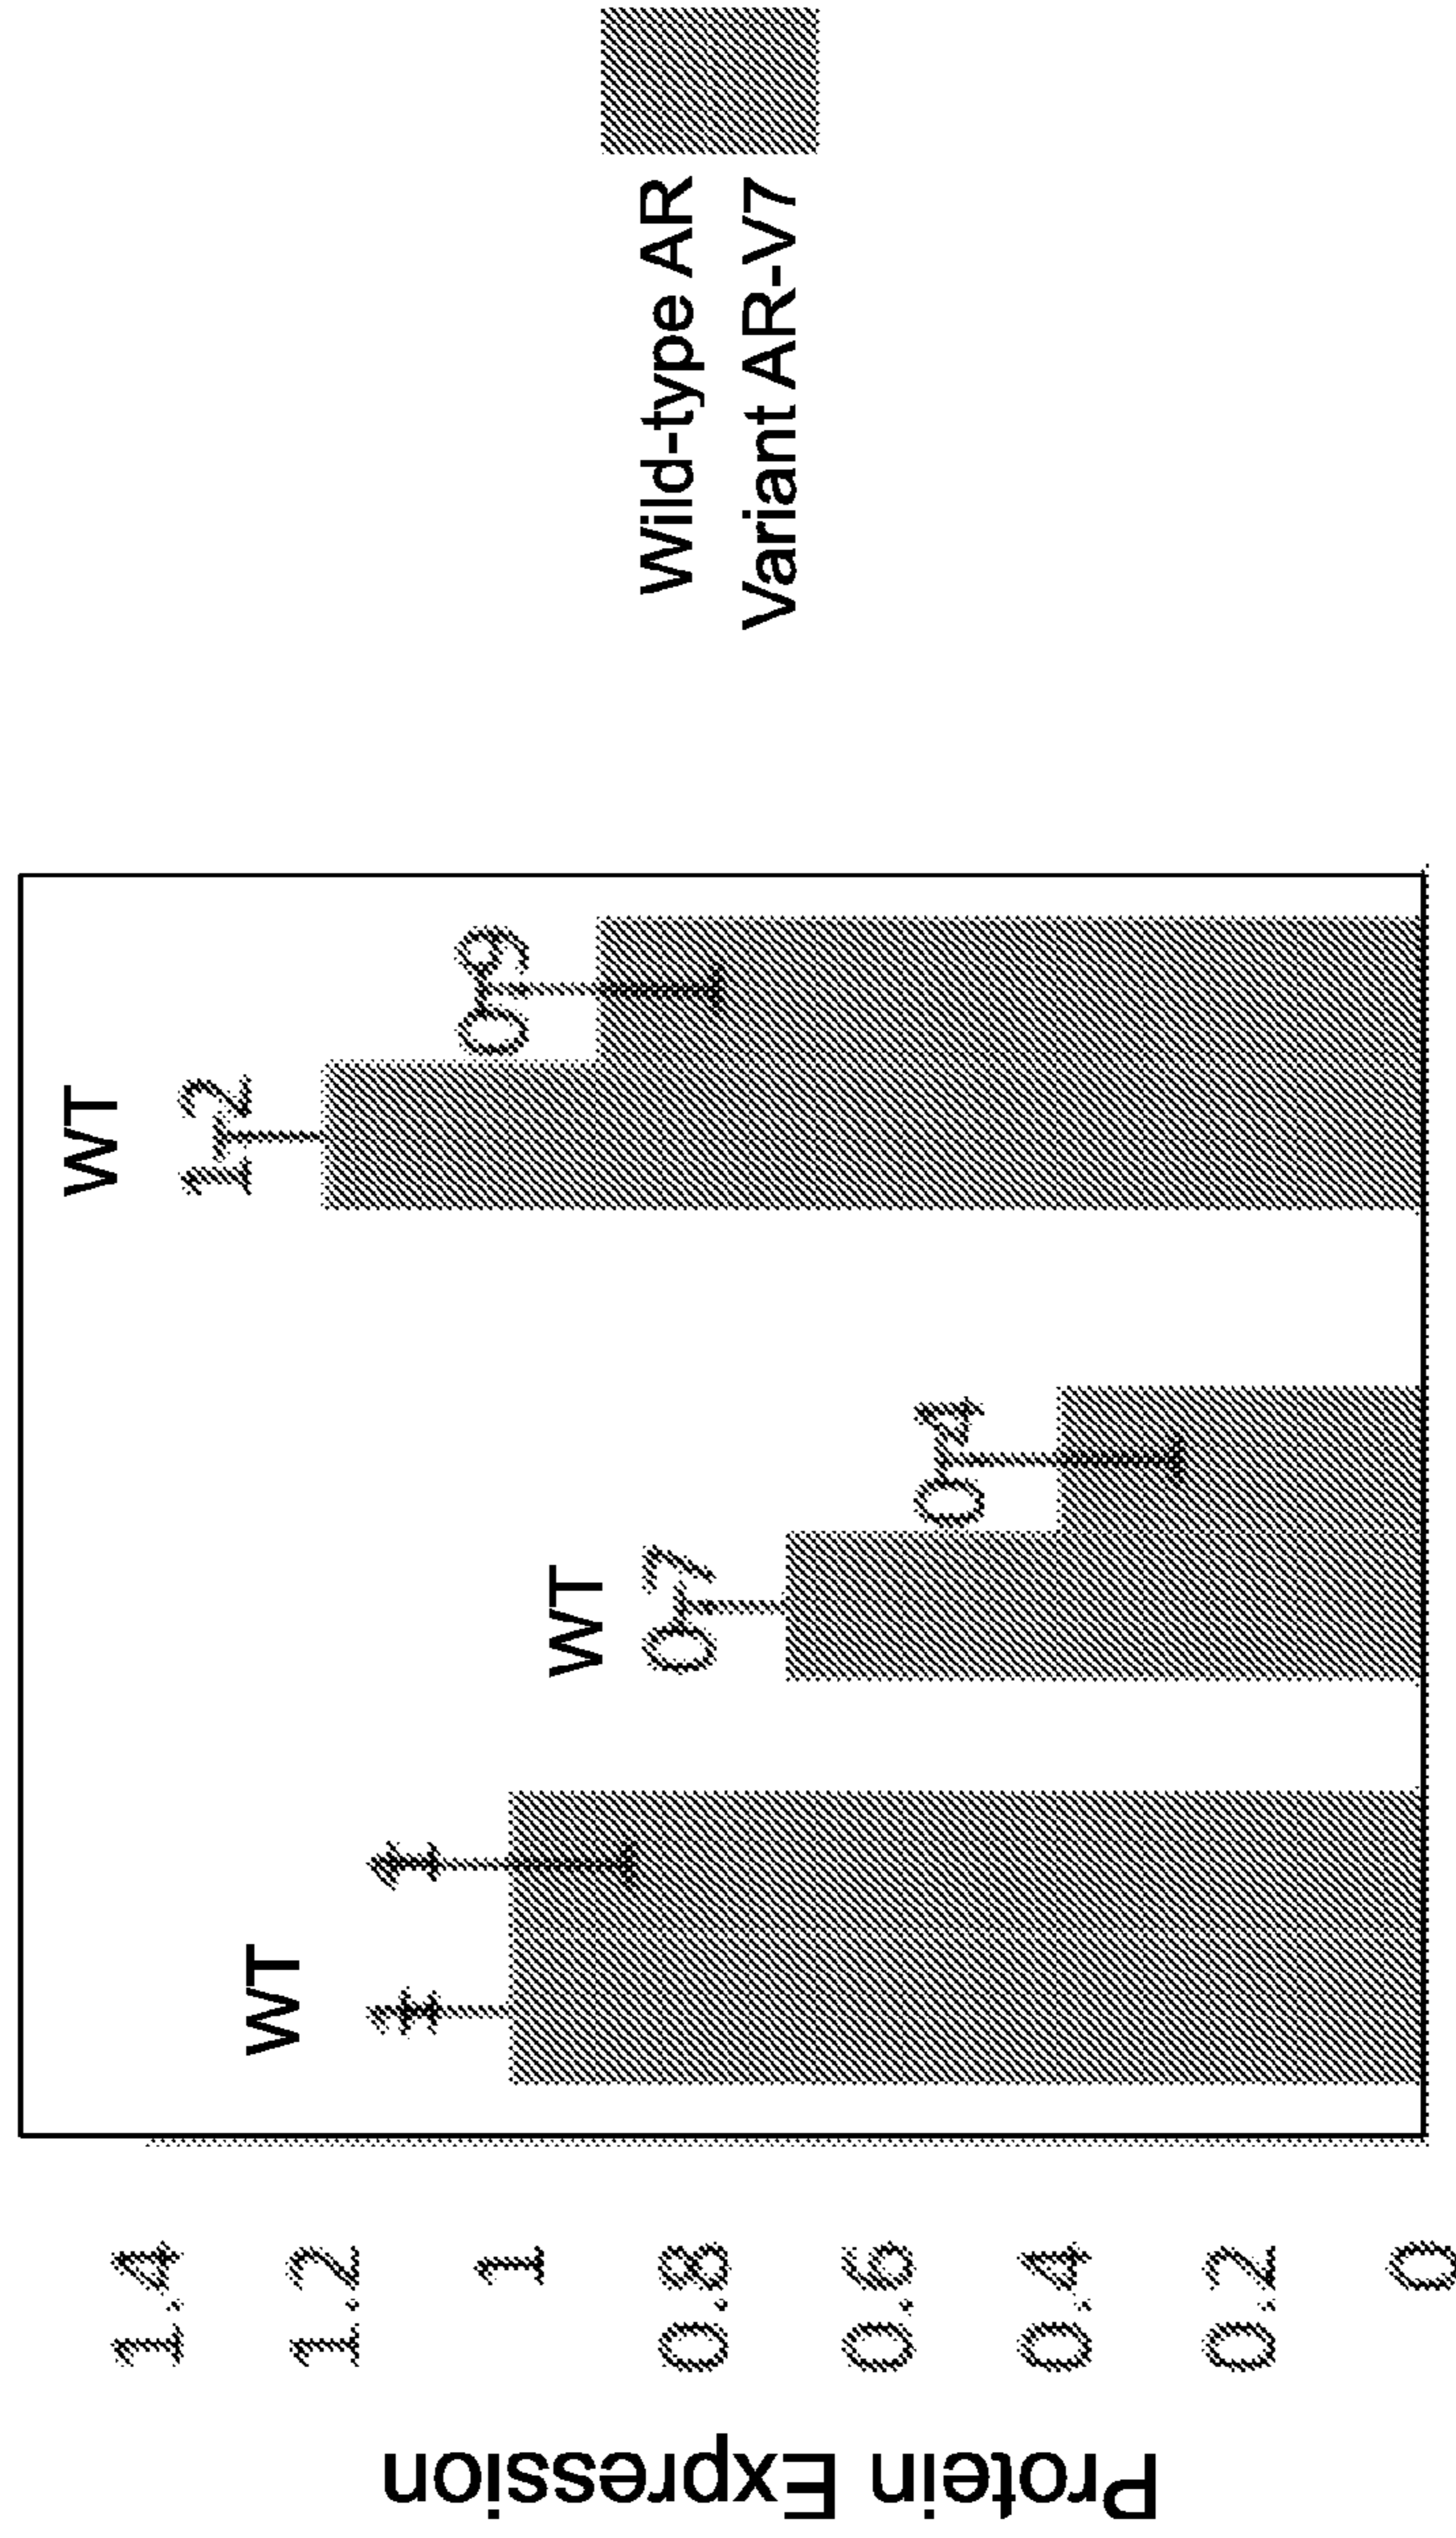 Protein Expression
1.4
1.2
1
0.8
0.6
0.4
0.2
0
WT
1
1
WT
0.7
0.4
WT
1.2
0.9
Wild-type AR
Variant AR-V7